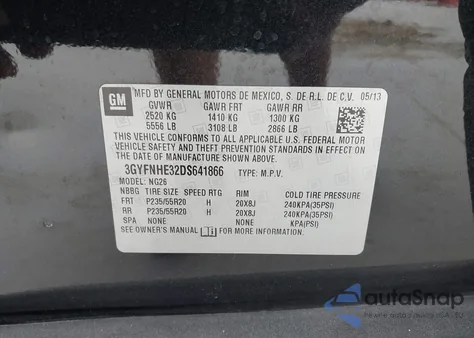 GM
MFD BY GENERAL MOTORS DE MEXICO, S. DE R.L. DE C.V. 05/13
GVWR GAWR FRT GAWR RR
2520 KG 1410 KG 1300 KG
5556 LB 3108 LB 2866 LB
THIS VEHICLE CONFORMS TO ALL APPLICABLE U.S. FEDERAL MOTOR
VEHICLE SAFETY AND THEFT PREVENTION STANDARDS IN
EFFECT ON THE DATE OF MANUFACTURE SHOWN ABOVE.
3GYFNHE32DS641866 TYPE: M.P.V.
MODEL: NG26
NBBG TIRE SIZE SPEED RTG RIM COLD TIRE PRESSURE
FRT P235/55R20 H 20X8J 240KPA(35PSI)
RR P235/55R20 H 20X8J 240KPA(35PSI)
SPA NONE NONE KPA(PSI)
SEE OWNER'S MANUAL FOR MORE INFORMATION.
autoSnap